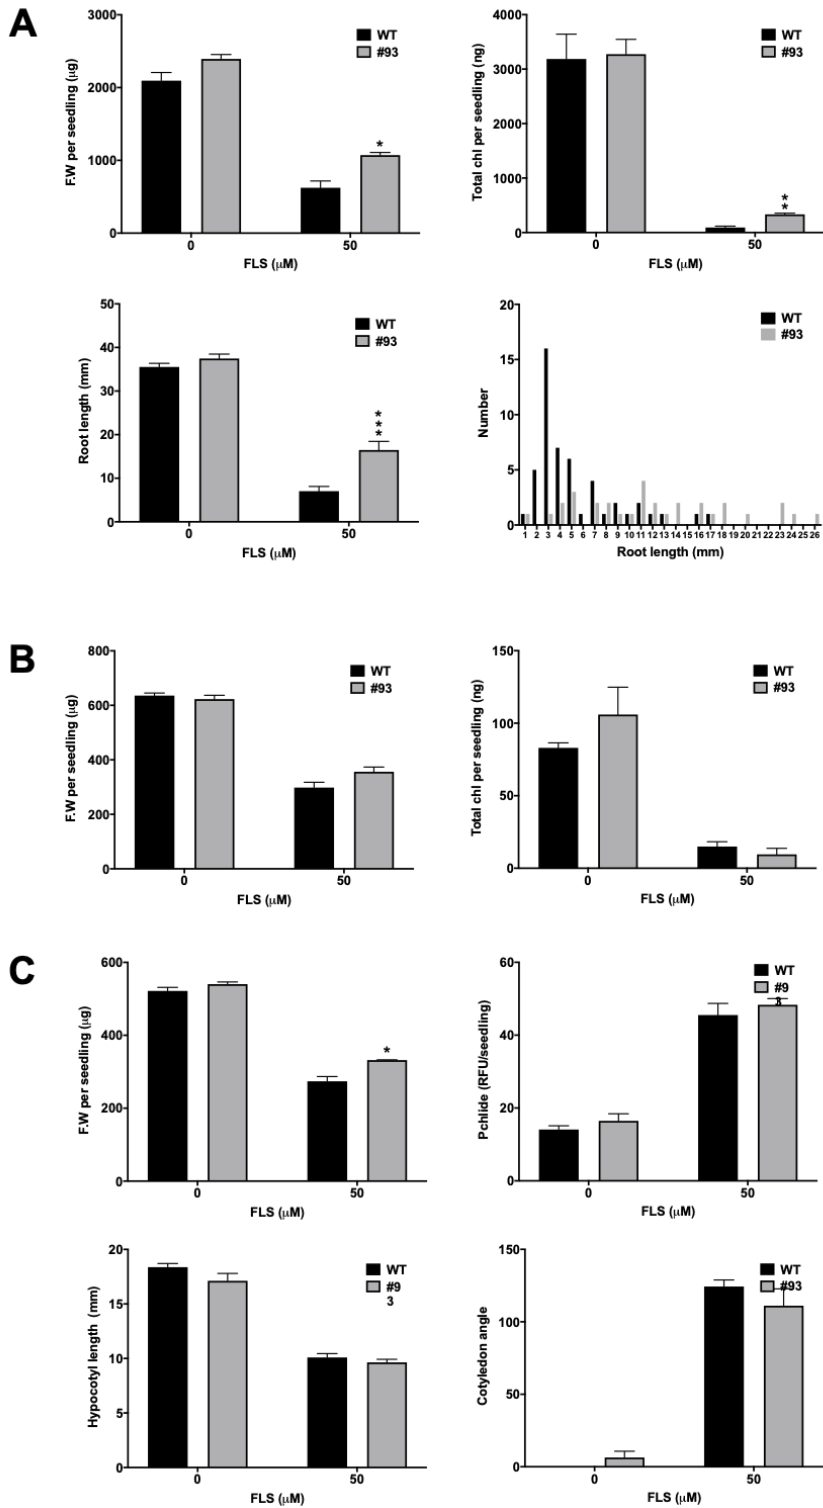 A
F.W per seedling (μg)
3000
2000
1000
0
0
50
FLS (μM)
WT
#93
*
Total chl per seedling (ng)
4000
3000
2000
1000
0
0
50
FLS (μM)
WT
#93
*
*
Root length (mm)
50
40
30
20
10
0
0
50
FLS (μM)
WT
#93
*
*
*
Number
20
15
10
5
0
1 2 3 4 5 6 7 8 9 10 11 12 13 14 15 16 17 18 19 20 21 22 23 24 25 26
Root length (mm)
WT
#93
B
F.W per seedling (μg)
800
600
400
200
0
0
50
FLS (μM)
WT
#93
Total chl per seedling (ng)
150
100
50
0
0
50
FLS (μM)
WT
#93
C
F.W per seedling (μg)
600
400
200
0
0
50
FLS (μM)
*
Pchlide (RFU/seedling)
60
40
20
0
0
50
FLS (μM)
WT
#9
3
Hypocotyl length (mm)
20
15
10
5
0
0
50
FLS (μM)
WT
#9
3
Cotyledon angle
150
100
50
0
0
50
FLS (μM)
WT
#93